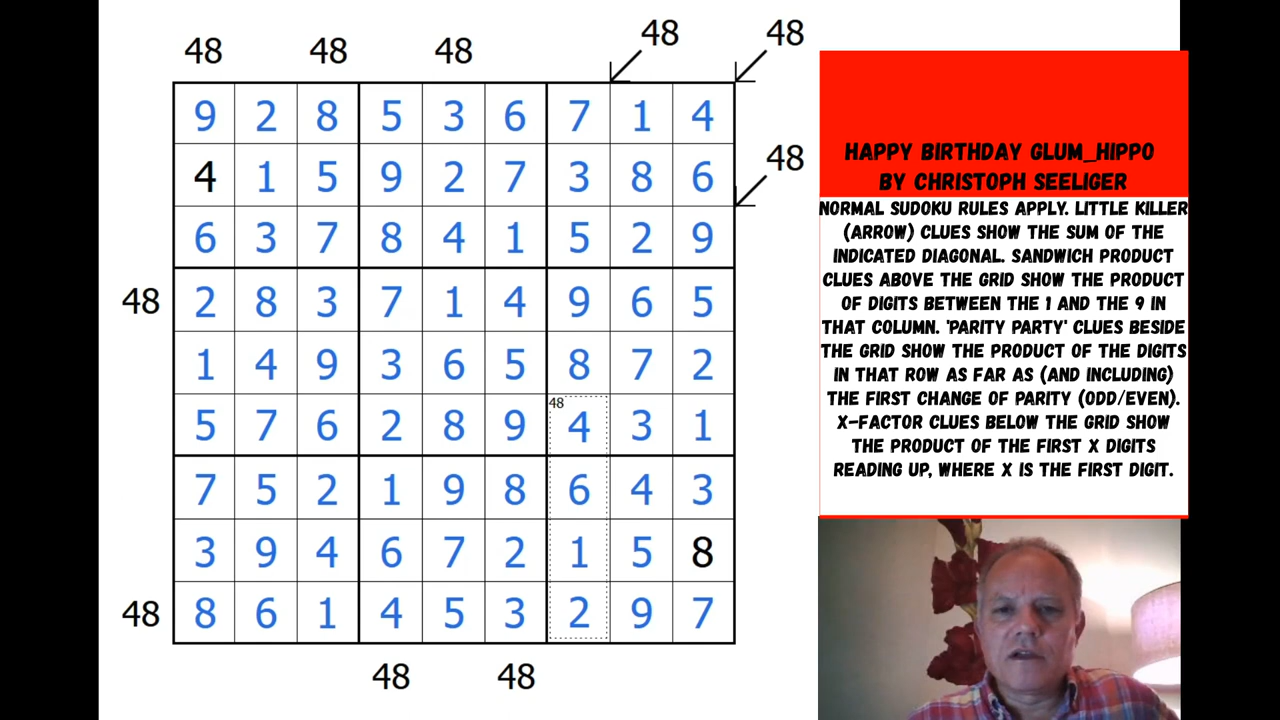 48 48 48 48 48
9 2 8 5 3 6 7 1 4
4 1 5 9 2 7 3 8 6
48
6 3 7 8 4 1 5 2 9
48 2 8 3 7 1 4 9 6 5
1 4 9 3 6 5 8 7 2
48
5 7 6 2 8 9 4 3 1
7 5 2 1 9 8 6 4 3
3 9 4 6 7 2 1 5 8
48 8 6 1 4 5 3 2 9 7
48 48
HAPPY BIRTHDAY GLUM_HIPPO
BY CHRISTOPH SEELIGER
NORMAL SUDOKU RULES APPLY. LITTLE KILLER
(ARROW) CLUES SHOW THE SUM OF THE
INDICATED DIAGONAL. SANDWICH PRODUCT
CLUES ABOVE THE GRID SHOW THE PRODUCT
OF DIGITS BETWEEN THE 1 AND THE 9 IN
THAT COLUMN. 'PARITY PARTY' CLUES BESIDE
THE GRID SHOW THE PRODUCT OF THE DIGITS
IN THAT ROW AS FAR AS (AND INCLUDING)
THE FIRST CHANGE OF PARITY (ODD/EVEN).
X-FACTOR CLUES BELOW THE GRID SHOW
THE PRODUCT OF THE FIRST X DIGITS
READING UP, WHERE X IS THE FIRST DIGIT.